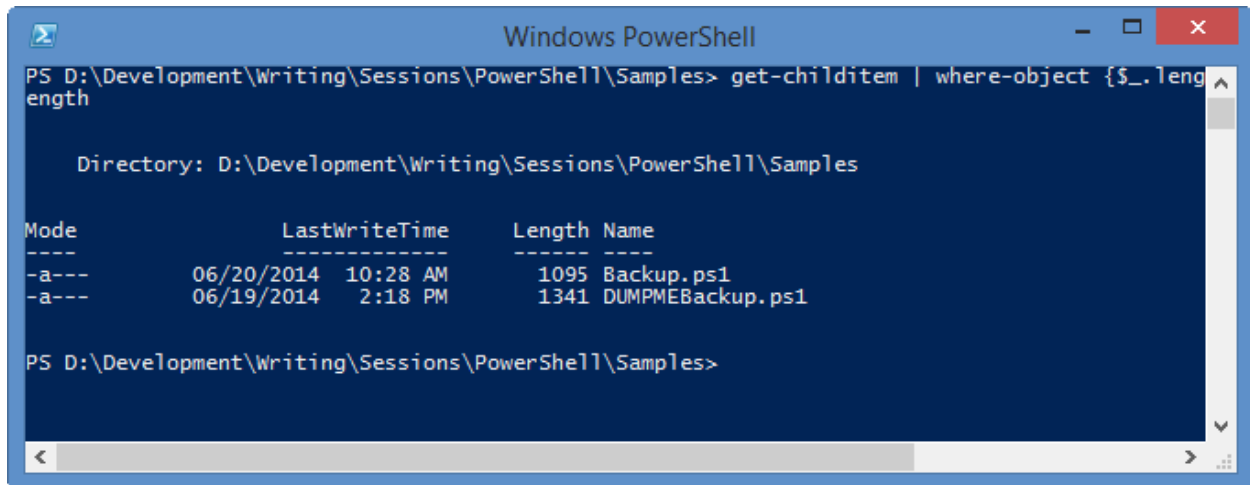 Windows PowerShell
PS D:\Development\Writing\Sessions\PowerShell\Samples> get-childitem | where-object {$_.leng
ength
Directory: D:\Development\Writing\Sessions\PowerShell\Samples
Mode                LastWriteTime     Length Name
----                -------------     ------ ----
-a---        06/20/2014  10:28 AM       1095 Backup.ps1
-a---        06/19/2014   2:18 PM       1341 DUMPMEBackup.ps1
PS D:\Development\Writing\Sessions\PowerShell\Samples>